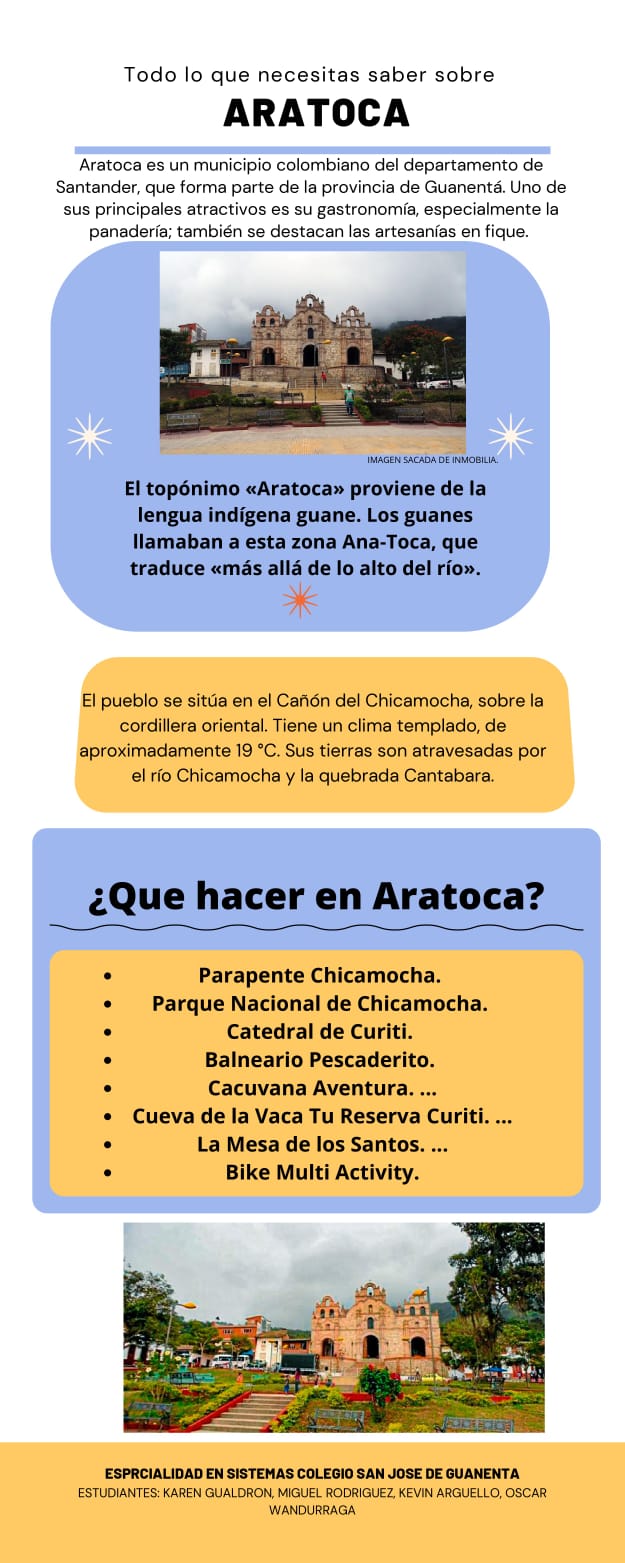 Todo lo que necesitas saber sobre
ARATOCA
Aratoca es un municipio colombiano del departamento de
Santander, que forma parte de la provincia de Guanentá. Uno de
sus principales atractivos es su gastronomía, especialmente la
panadería; también se destacan las artesanías en fique.
IMAGEN SACADA DE INMOBILIA.
El topónimo «Aratoca» proviene de la
lengua indígena guane. Los guanes
llamaban a esta zona Ana-Toca, que
traduce «más allá de lo alto del río».
El pueblo se sitúa en el Cañón del Chicamocha, sobre la
cordillera oriental. Tiene un clima templado, de
aproximadamente 19 °C. Sus tierras son atravesadas por
el río Chicamocha y la quebrada Cantabara.
¿Que hacer en Aratoca?
• Parapente Chicamocha.
• Parque Nacional de Chicamocha.
• Catedral de Curiti.
• Balneario Pescaderito.
• Cacuvana Aventura. ...
• Cueva de la Vaca Tu Reserva Curiti. ...
• La Mesa de los Santos. ...
• Bike Multi Activity.
ESPRCIALIDAD EN SISTEMAS COLEGIO SAN JOSE DE GUANENTA
ESTUDIANTES: KAREN GUALDRON, MIGUEL RODRIGUEZ, KEVIN ARGUELLO, OSCAR
WANDURRAGA